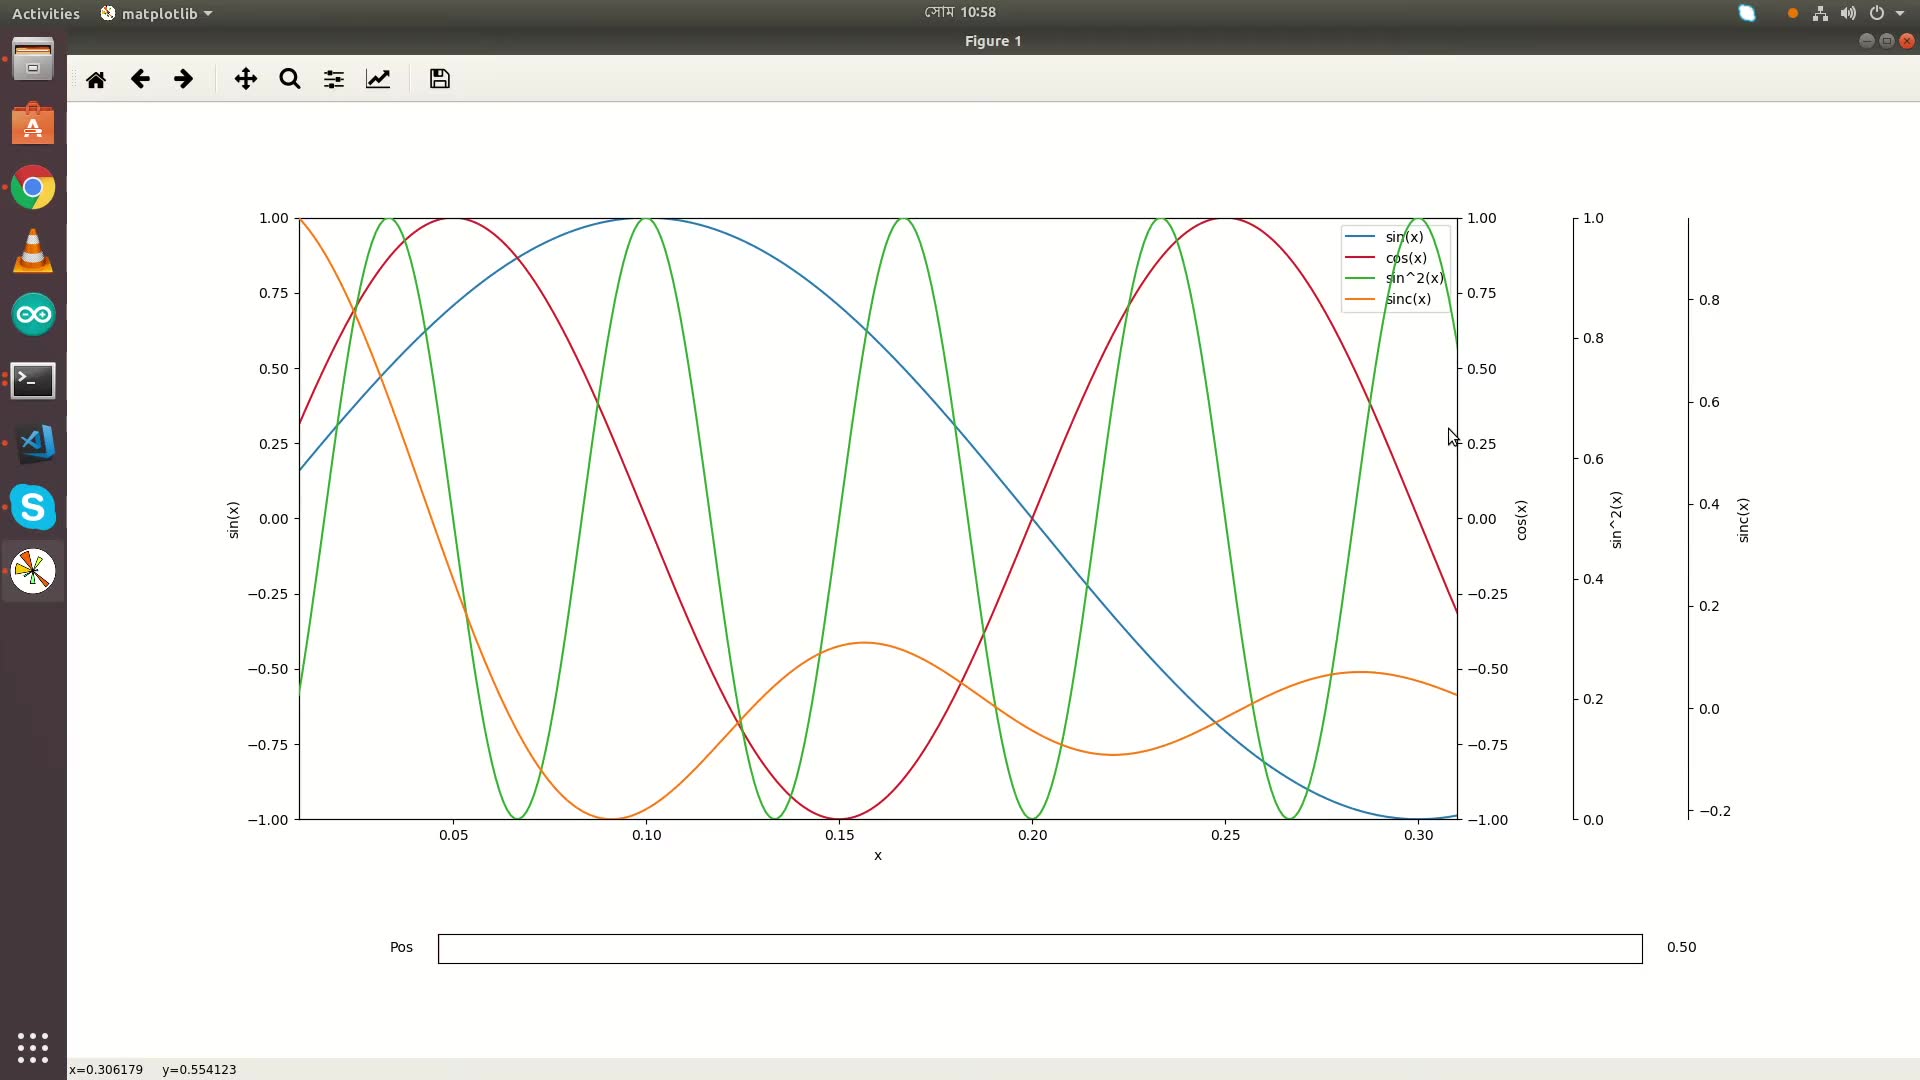 Activities matplotlib সোম 10:58
Figure 1
1.00
0.75
0.50
0.25
0.00
−0.25
−0.50
−0.75
−1.00
sin(x)
sin(x)
cos(x)
sin^2(x)
sinc(x)
1.00
0.75
0.50
0.25
0.00
−0.25
−0.50
−0.75
−1.00
cos(x)
1.0
0.8
0.6
0.4
0.2
0.0
sin^2(x)
0.8
0.6
0.4
0.2
0.0
−0.2
sinc(x)
0.05 0.10 0.15 0.20 0.25 0.30
x
Pos 0.50
x=0.306179 y=0.554123